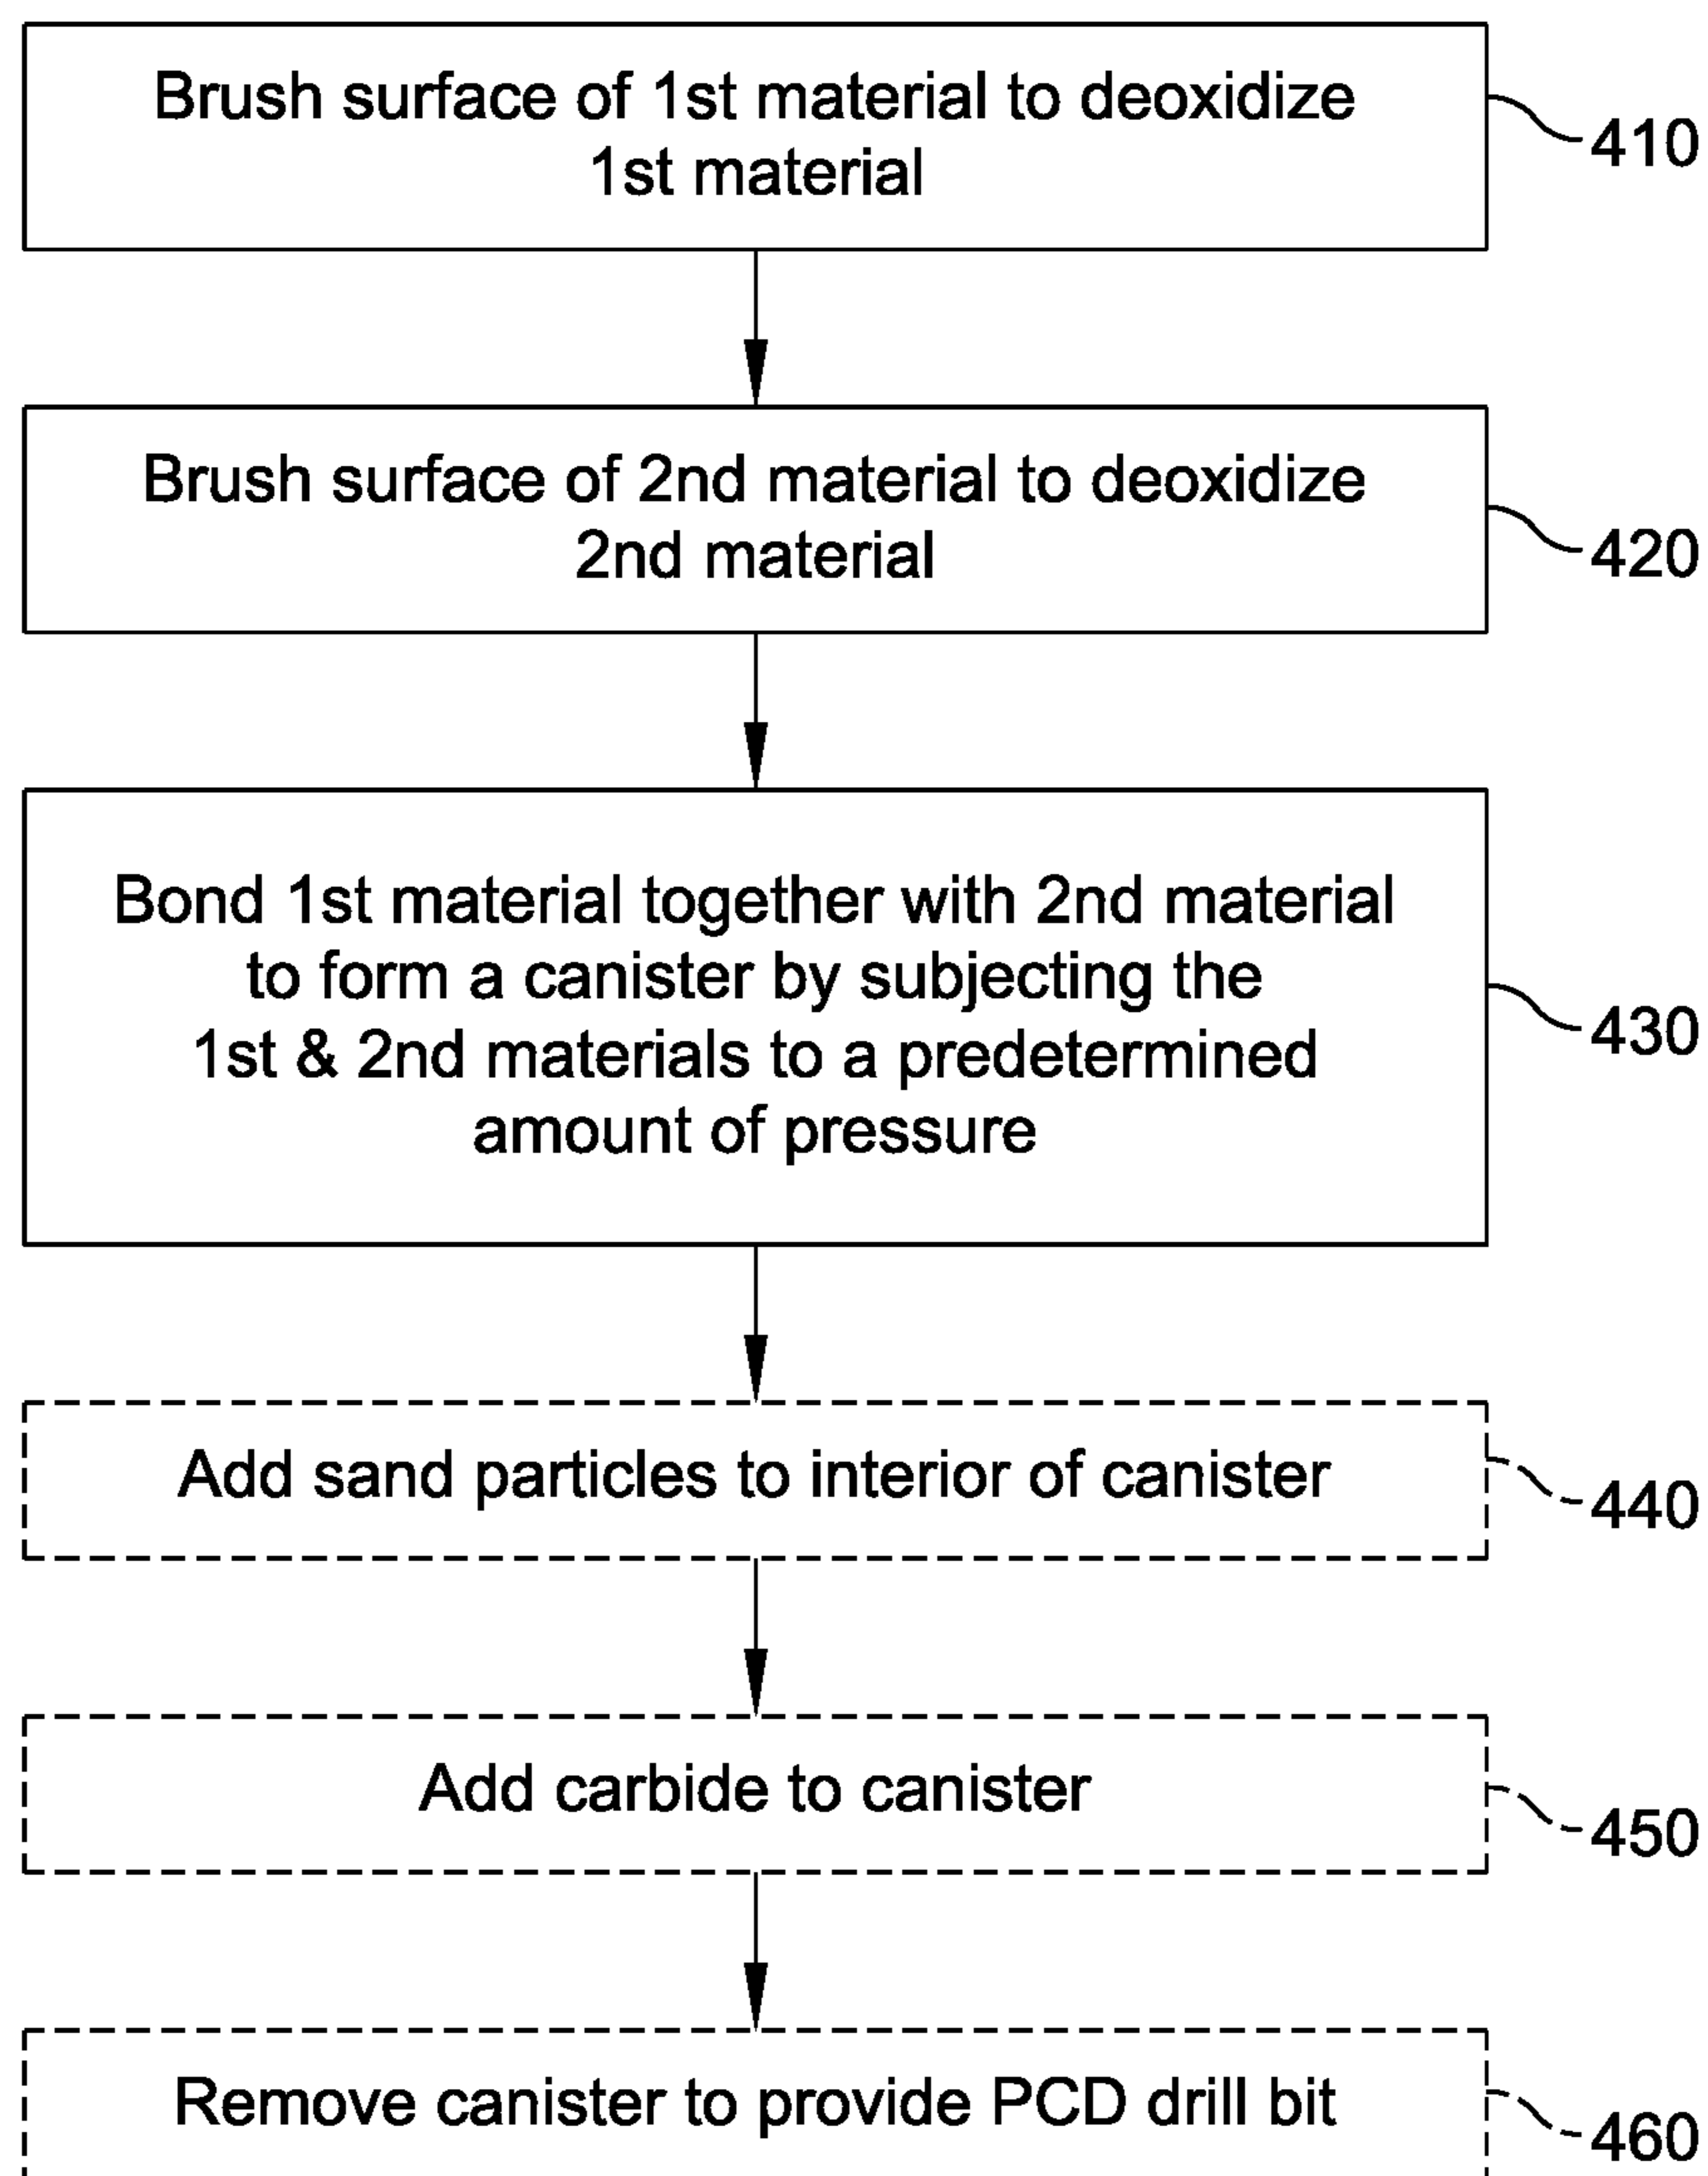 Brush surface of 1st material to deoxidize
1st material
410
Brush surface of 2nd material to deoxidize
2nd material
420
Bond 1st material together with 2nd material
to form a canister by subjecting the
1st & 2nd materials to a predetermined
amount of pressure
430
Add sand particles to interior of canister
440
Add carbide to canister
450
Remove canister to provide PCD drill bit
460